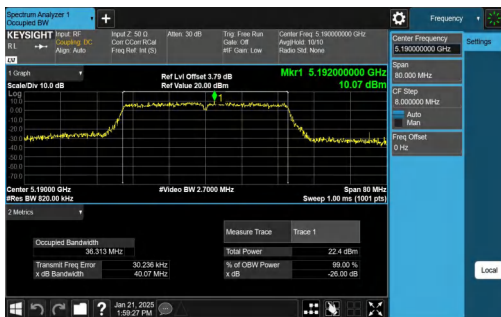 Spectrum Analyzer 1
Occupied BW
Frequency
KEYSIGHT
RL
Input: RF
Coupling: DC
Align: Auto
Input Z: 50 Ω
Corr CCorr RCal
Freq Ref: Int (S)
Atten: 30 dB
Trig: Free Run
Gate: Off
#IF Gain: Low
Center Freq: 5.190000000 GHz
Avg|Hold: 10/10
Radio Std: None
LW
Center Frequency
5.190000000 GHz
Settings
Span
80.000 MHz
CF Step
8.000000 MHz
Auto
Man
Freq Offset
0 Hz
Local
1 Graph
Scale/Div 10.0 dB
Ref Lvl Offset 3.79 dB
Ref Value 20.00 dBm
Mkr1 5.192000000 GHz
10.07 dBm
Log
10.0
0.00
-10.0
-20.0
-30.0
-40.0
-50.0
-60.0
-70.0
1
Center 5.19000 GHz
#Res BW 820.00 kHz
#Video BW 2.7000 MHz
Span 80 MHz
Sweep 1.00 ms (1001 pts)
2 Metrics
Measure Trace
Trace 1
Occupied Bandwidth
36.313 MHz
Total Power
22.4 dBm
Transmit Freq Error
30.236 kHz
% of OBW Power
99.00 %
x dB Bandwidth
40.07 MHz
x dB
-26.00 dB
?
Jan 21, 2025
1:59:27 PM